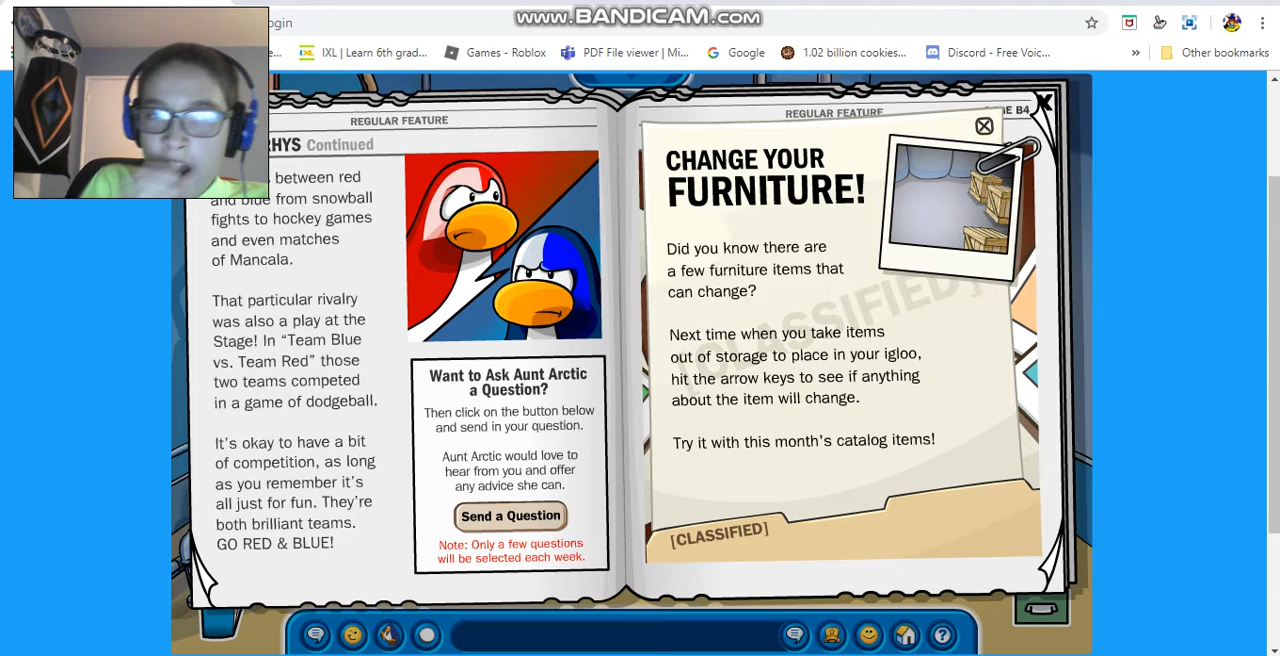 www.BANDICAM.com
ogin
e...
IXL | Learn 6th grad...
Games - Roblox
PDF File viewer | Mi...
Google
1.02 billion cookies...
Discord - Free Voic...
»
Other bookmarks
REGULAR FEATURE
RHYS Continued
between red
and blue from snowball
fights to hockey games
and even matches
of Mancala.
That particular rivalry
was also a play at the
Stage! In “Team Blue
vs. Team Red” those
two teams competed
in a game of dodgeball.
It's okay to have a bit
of competition, as long
as you remember it's
all just for fun. They're
both brilliant teams.
GO RED & BLUE!
Want to Ask Aunt Arctic
a Question?
Then click on the button below
and send in your question.
Aunt Arctic would love to
hear from you and offer
any advice she can.
Send a Question
Note: Only a few questions
will be selected each week.
REGULAR FEATURE
GE B4
X
CHANGE YOUR
FURNITURE!
Did you know there are
a few furniture items that
can change?
[CLASSIFIED]
Next time when you take items
out of storage to place in your igloo,
hit the arrow keys to see if anything
about the item will change.
Try it with this month's catalog items!
[CLASSIFIED]
?